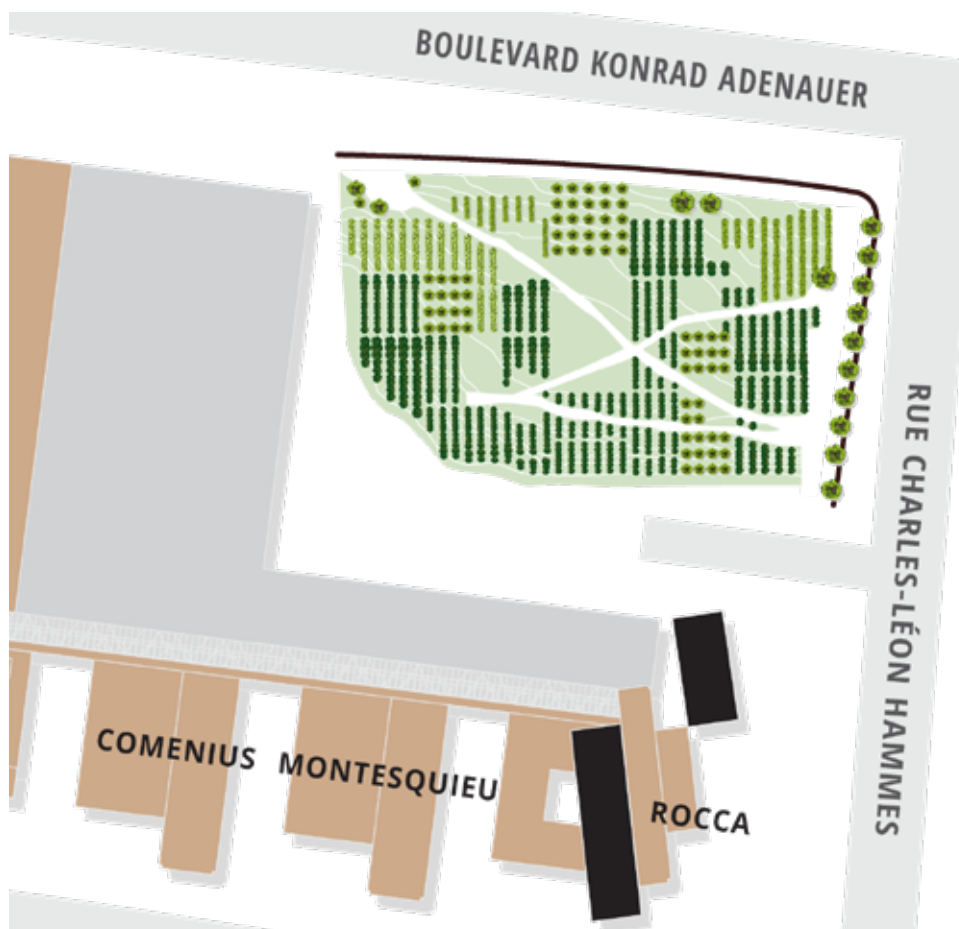 BOULEVARD KONRAD ADENAUER
RUE CHARLES-LÉON HAMMES
COMENIUS
MONTESQUIEU
ROCCA